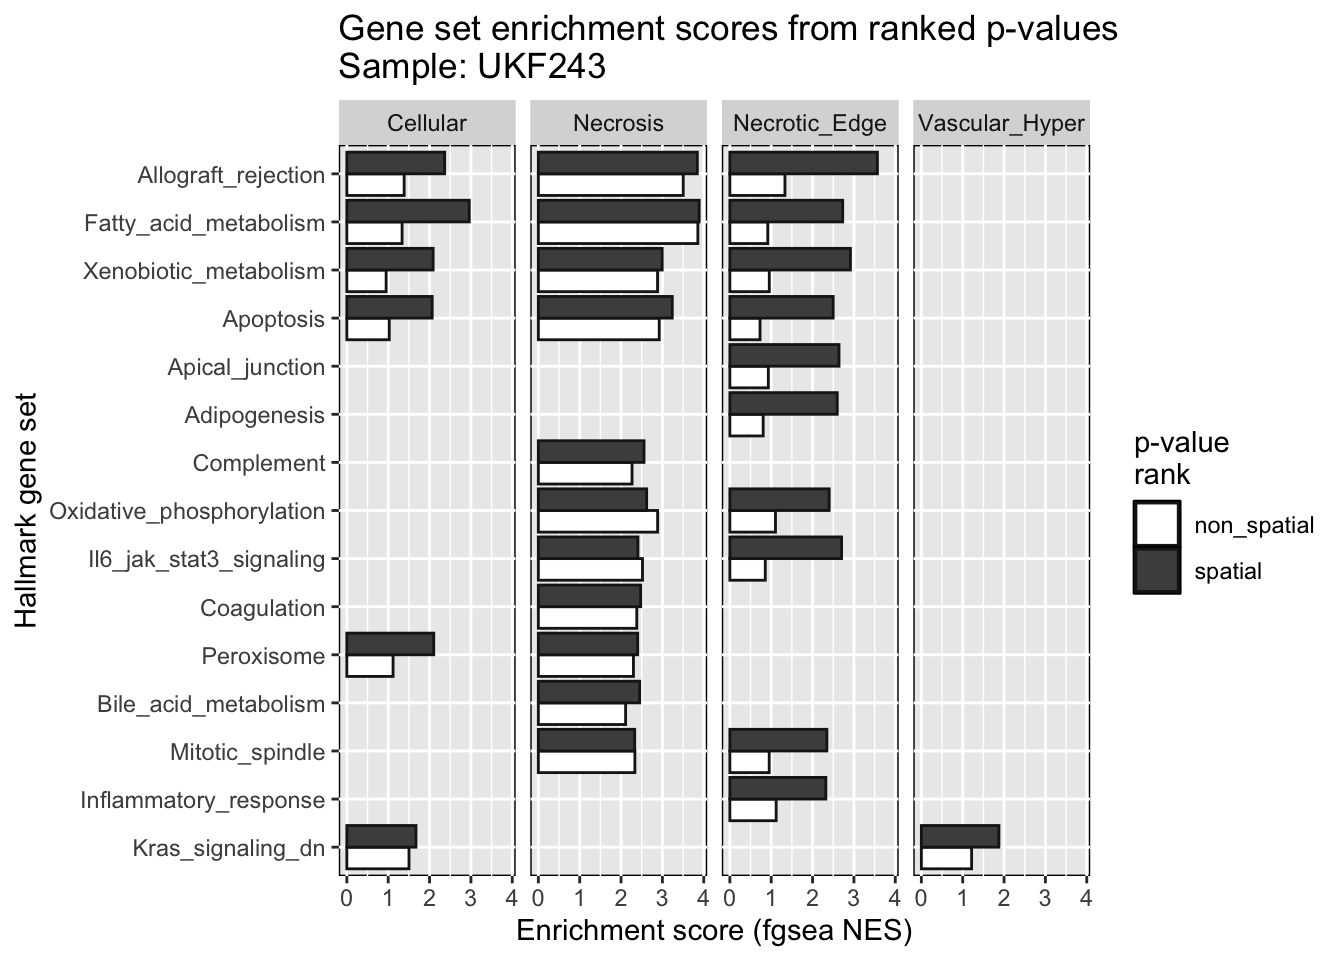 Gene set enrichment scores from ranked p-values
Sample: UKF243
Cellular
Necrosis
Necrotic_Edge
Vascular_Hyper
Hallmark gene set
Allograft_rejection
Fatty_acid_metabolism
Xenobiotic_metabolism
Apoptosis
Apical_junction
Adipogenesis
Complement
Oxidative_phosphorylation
Il6_jak_stat3_signaling
Coagulation
Peroxisome
Bile_acid_metabolism
Mitotic_spindle
Inflammatory_response
Kras_signaling_dn
0 1 2 3 4
0 1 2 3 4
0 1 2 3 4
0 1 2 3 4
Enrichment score (fgsea NES)
p-value
rank
non_spatial
spatial